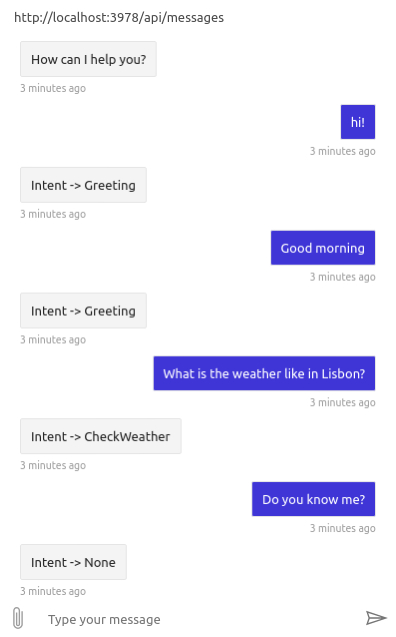 http://localhost:3978/api/messages
How can I help you?
3 minutes ago
hi!
3 minutes ago
Intent -> Greeting
3 minutes ago
Good morning
3 minutes ago
Intent -> Greeting
3 minutes ago
What is the weather like in Lisbon?
3 minutes ago
Intent -> CheckWeather
3 minutes ago
Do you know me?
3 minutes ago
Intent -> None
3 minutes ago
Type your message